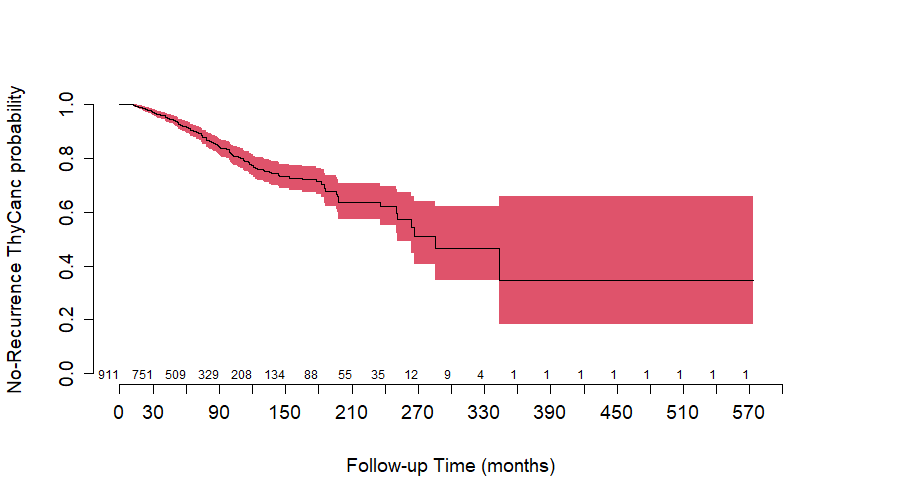 No-Recurrence ThyCanc probability
1.0
0.8
0.6
0.4
0.2
0.0
911 751 509 329 208 134 88 55 35 12 9 4 1 1 1 1 1 1 1 1
0 30 90 150 210 270 330 390 450 510 570
Follow-up Time (months)